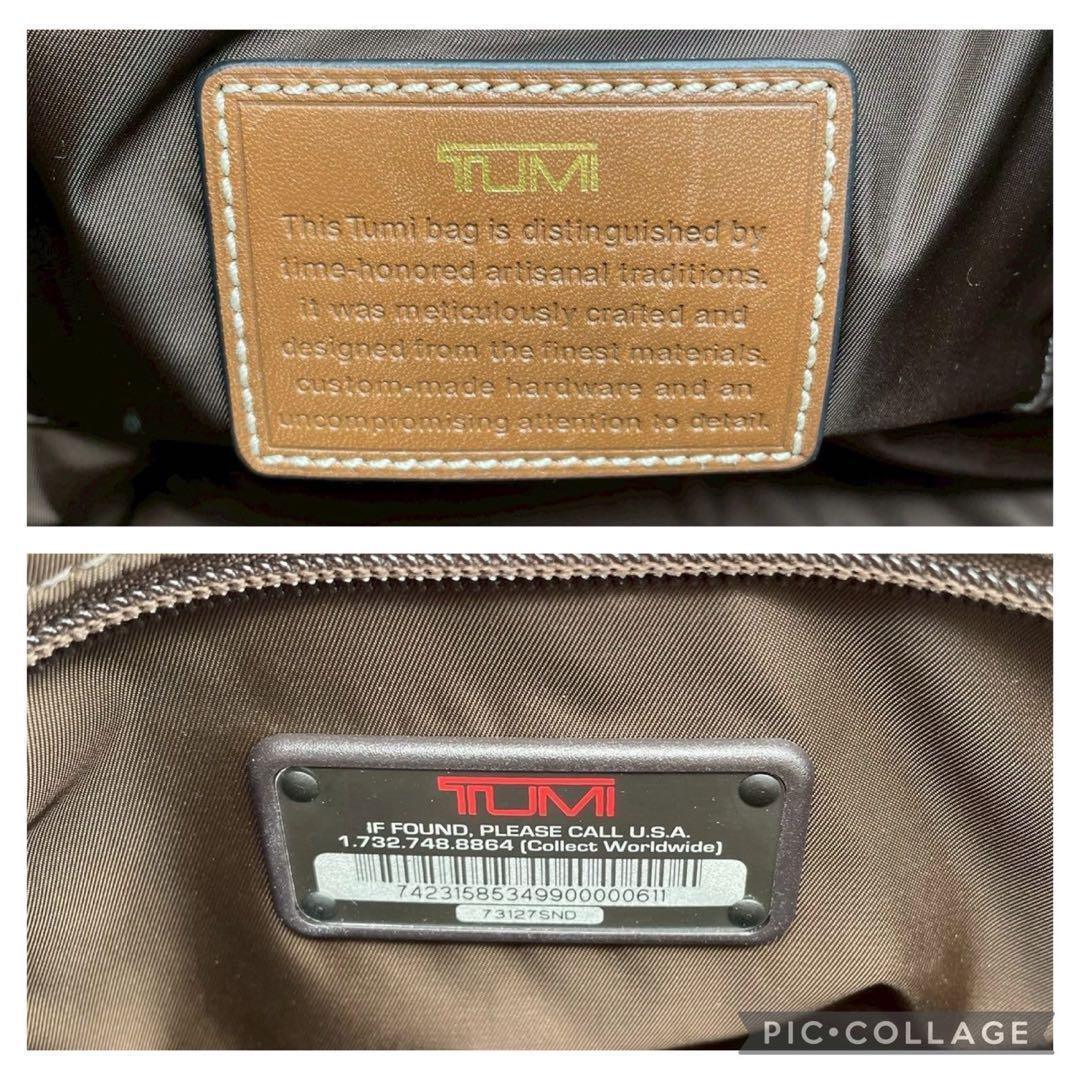 TUMI
This Tumi bag is distinguished by
time-honored artisanal traditions.
It was meticulously crafted and
designed from the finest materials,
custom-made hardware and an
uncompromising attention to detail.
TUMI
IF FOUND, PLEASE CALL U.S.A.
1.732.748.8864 (Collect Worldwide)
74231585349900000611
73127SND
PIC•COLLAGE